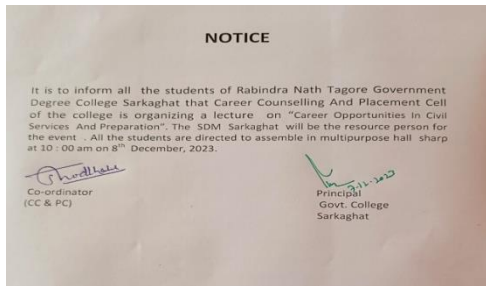 NOTICE
It is to inform all the students of Rabindra Nath Tagore Government
Degree College Sarkaghat that Career Counselling And Placement Cell
of the college is organizing a lecture on "Career Opportunities In Civil
Services And Preparation". The SDM Sarkaghat will be the resource person for
the event . All the students are directed to assemble in multipurpose hall sharp
at 10 : 00 am on 8th December, 2023.
Co-ordinator
(CC & PC)
7-12-2023
Principal
Govt. College
Sarkaghat